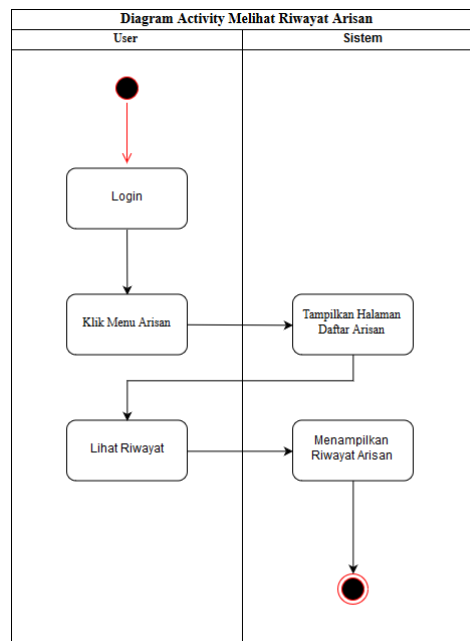 Diagram Activity Melihat Riwayat Arisan
User
Sistem
Login
Klik Menu Arisan
Tampilkan Halaman
Daftar Arisan
Lihat Riwayat
Menampilkan
Riwayat Arisan